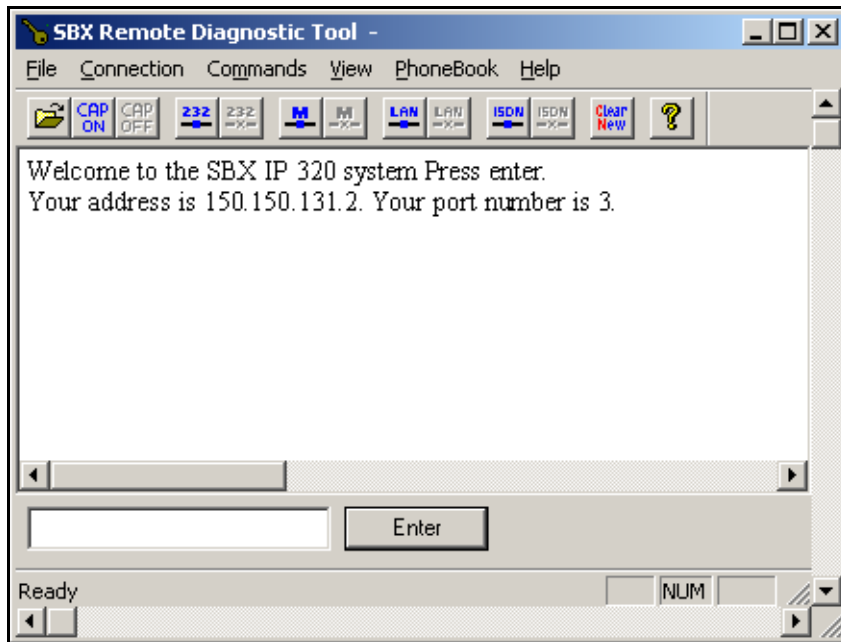 SBX Remote Diagnostic Tool -
File Connection Commands View PhoneBook Help
CAP ON CAP OFF 232 232 M M LAN LAN ISDN ISDN Clear New ?
Welcome to the SBX IP 320 system Press enter.
Your address is 150.150.131.2. Your port number is 3.
Enter
Ready NUM